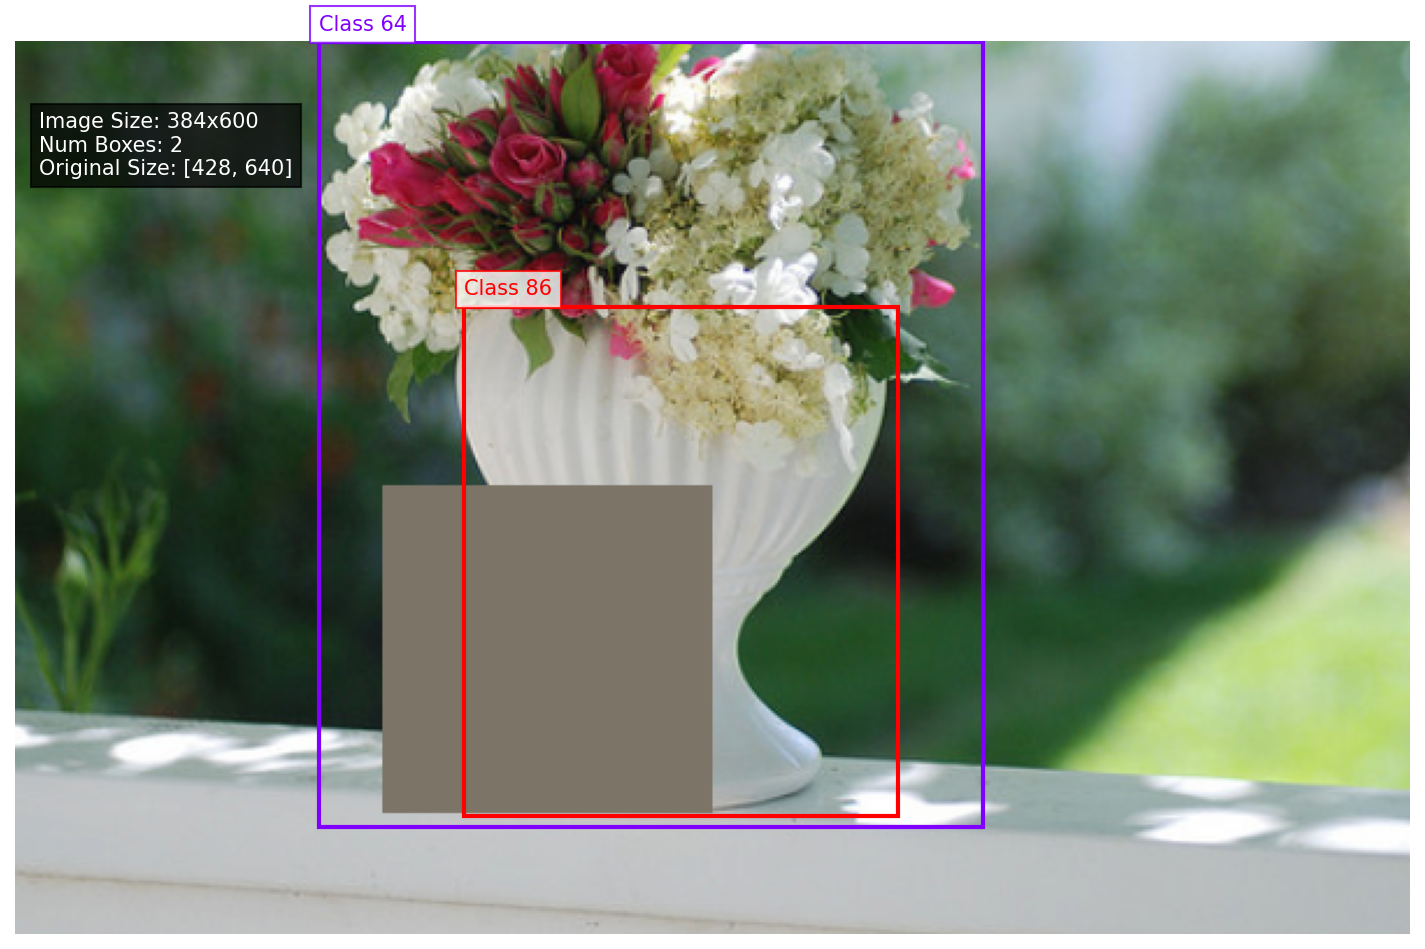 Class 64
Image Size: 384x600
Num Boxes: 2
Original Size: [428, 640]
Class 86